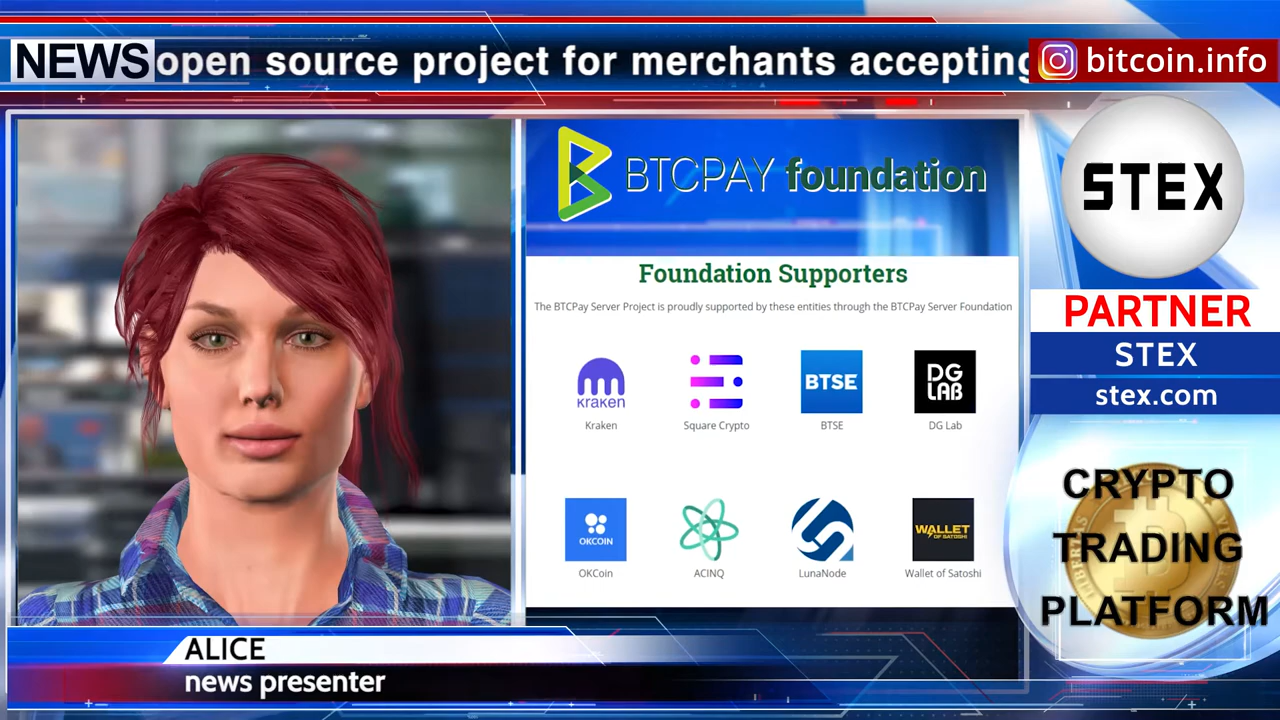 NEWS
open source project for merchants accepting
bitcoin.info
BTCPAY foundation
Foundation Supporters
The BTCPay Server Project is proudly supported by these entities through the BTCPay Server Foundation
kraken
BTSE
DG
LAB
Kraken
Square Crypto
BTSE
DG Lab
OKCOIN
WALLET
OF SATOSHI
OKCoin
ACINQ
LunaNode
Wallet of Satoshi
STEX
PARTNER
STEX
stex.com
CRYPTO
TRADING
PLATFORM
ALICE
news presenter